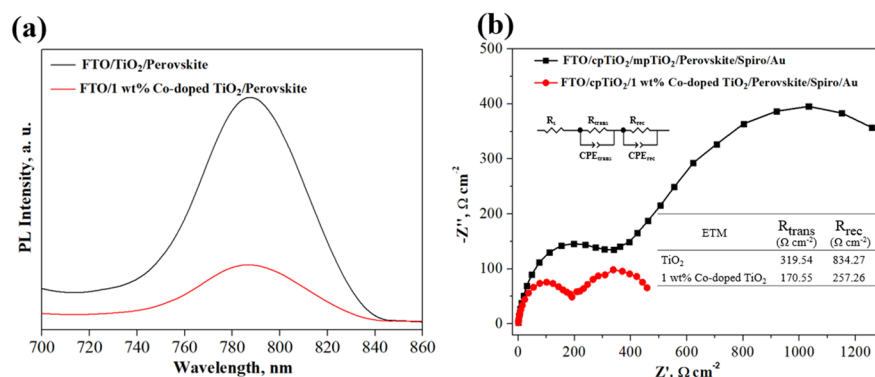 (a)
FTO/TiO2/Perovskite
FTO/1 wt% Co-doped TiO2/Perovskite
PL Intensity, a. u.
700 720 740 760 780 800 820 840 860
Wavelength, nm
(b)
FTO/cpTiO2/mpTiO2/Perovskite/Spiro/Au
FTO/cpTiO2/1 wt% Co-doped TiO2/Perovskite/Spiro/Au
Rs Rtrans Rrec
CPEtrans CPErec
-Z'', Ω cm-2
500
400
300
200
100
0
ETM Rtrans Rrec
(Ω cm-2) (Ω cm-2)
TiO2 319.54 834.27
1 wt% Co-doped TiO2 170.55 257.26
0 200 400 600 800 1000 1200
Z', Ω cm-2